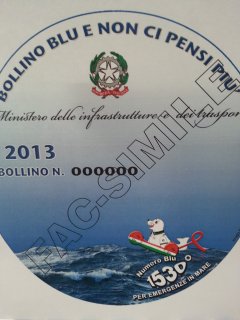 BOLLINO BLU E NON CI PENSI PIU'
Ministero delle infrastrutture e dei trasporti
2013
BOLLINO N. 000000
FAC-SIMILE
Numero Blu
1530
PER EMERGENZE IN MARE